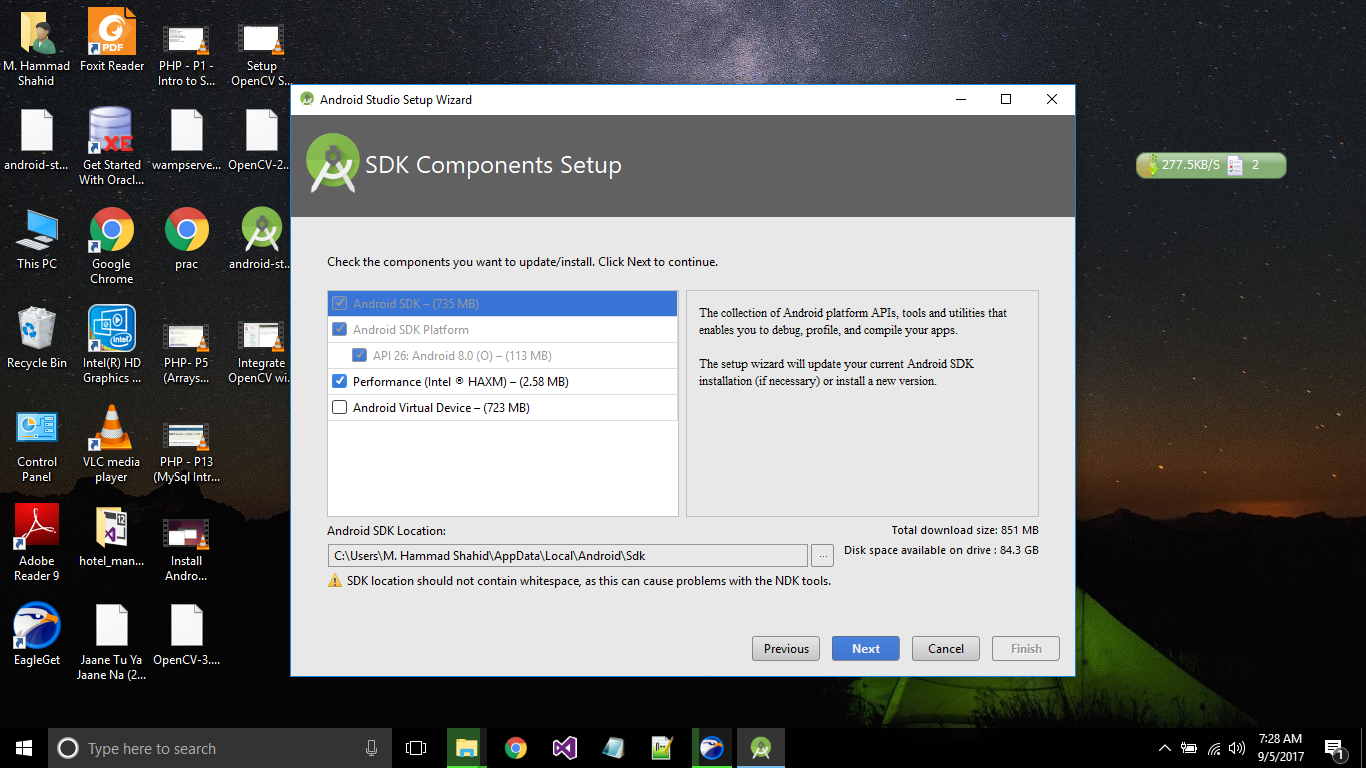 M. Hammad
Shahid
Foxit Reader
PHP - P1 -
Intro to S...
Setup
OpenCV S...
android-st...
Get Started
With Oracl...
wampserve...
OpenCV-2...
This PC
Google
Chrome
prac
android-st...
Recycle Bin
Intel(R) HD
Graphics ...
PHP- P5
(Arrays...
Integrate
OpenCV wi...
Control
Panel
VLC media
player
PHP - P13
(MySql Intr...
Adobe
Reader 9
hotel_man...
Install
Andro...
EagleGet
Jaane Tu Ya
Jaane Na (2...
OpenCV-3....
PDF
XE
intel
12
Android Studio Setup Wizard
SDK Components Setup
Check the components you want to update/install. Click Next to continue.
Android SDK – (735 MB)
Android SDK Platform
API 26: Android 8.0 (O) – (113 MB)
Performance (Intel ® HAXM) – (2.58 MB)
Android Virtual Device – (723 MB)
The collection of Android platform APIs, tools and utilities that
enables you to debug, profile, and compile your apps.
The setup wizard will update your current Android SDK
installation (if necessary) or install a new version.
Android SDK Location:
Total download size: 851 MB
C:\Users\M. Hammad Shahid\AppData\Local\Android\Sdk
...
Disk space available on drive : 84.3 GB
SDK location should not contain whitespace, as this can cause problems with the NDK tools.
Previous
Next
Cancel
Finish
277.5KB/S
2
Type here to search
7:28 AM
9/5/2017
1